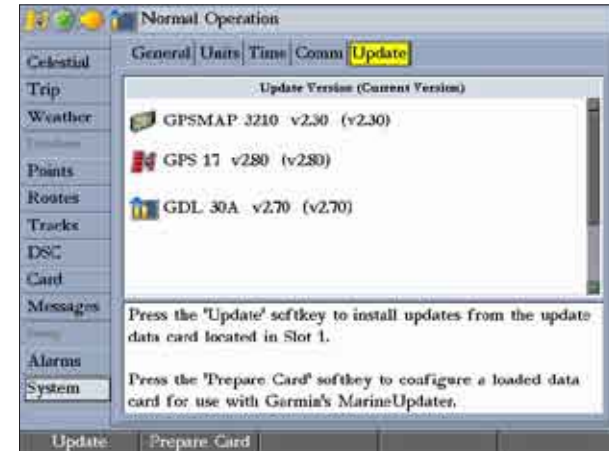 Normal Operation
General Units Time Comm Update
Celestial
Trip
Weather
Points
Routes
Tracks
DSC
Card
Messages
Alarms
System
Update Version (Current Version)
GPSMAP 3210 v2.30 (v2.30)
GPS 17 v2.80 (v2.80)
GDL 30A v2.70 (v2.70)
Press the 'Update' softkey to install updates from the update
data card located in Slot 1.
Press the 'Prepare Card' softkey to configure a loaded data
card for use with Garmin's MarineUpdater.
Update Prepare Card